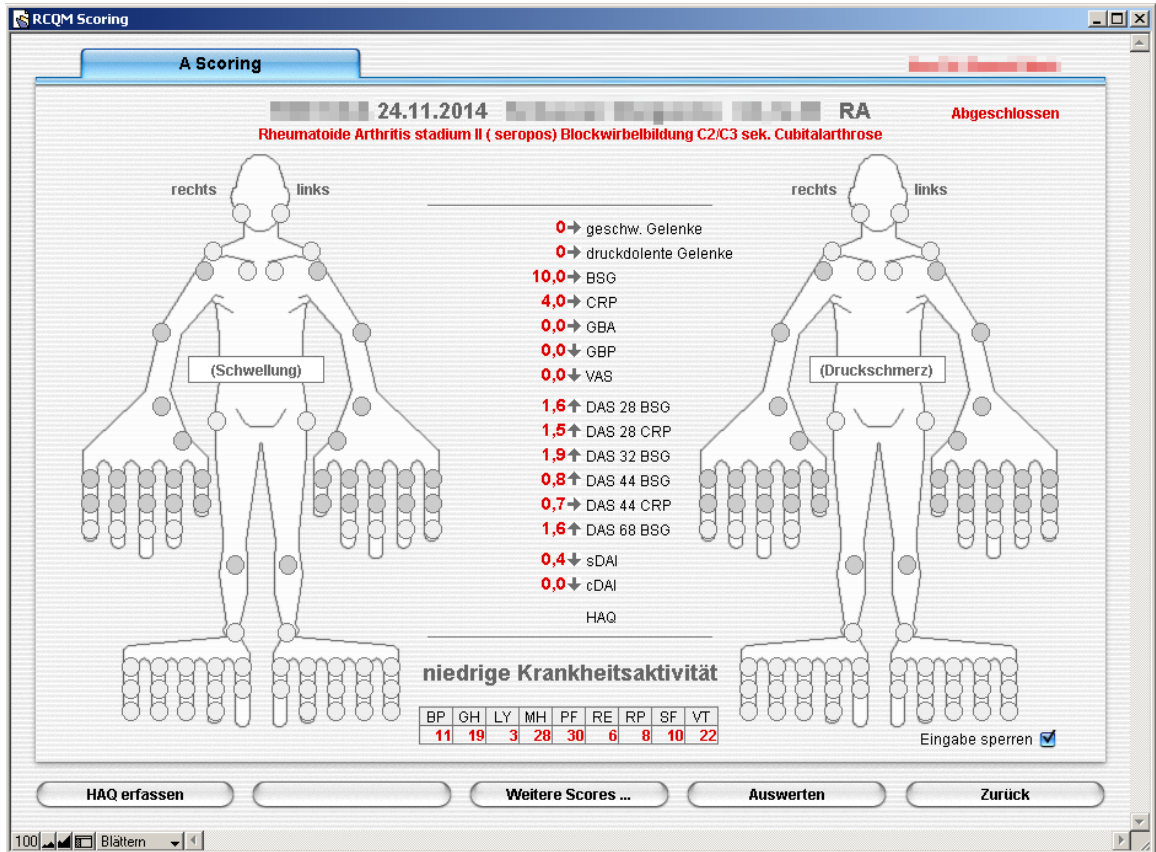 RCQM Scoring
A Scoring
24.11.2014 RA
Abgeschlossen
Rheumatoide Arthritis stadium II ( seropos) Blockwirbelbildung C2/C3 sek. Cubitalarthrose
rechts links
rechts links
0 geschw. Gelenke
0 druckdolente Gelenke
10,0 BSG
4,0 CRP
0,0 GBA
0,0 GBP
0,0 VAS
(Schwellung)
(Druckschmerz)
1,6 DAS 28 BSG
1,5 DAS 28 CRP
1,9 DAS 32 BSG
0,8 DAS 44 BSG
0,7 DAS 44 CRP
1,6 DAS 68 BSG
0,4 sDAI
0,0 cDAI
HAQ
niedrige Krankheitsaktivität
BP GH LY MH PF RE RP SF VT
11 19 3 28 30 6 8 10 22
Eingabe sperren
HAQ erfassen
Weitere Scores ...
Auswerten
Zurück
100 Blättern